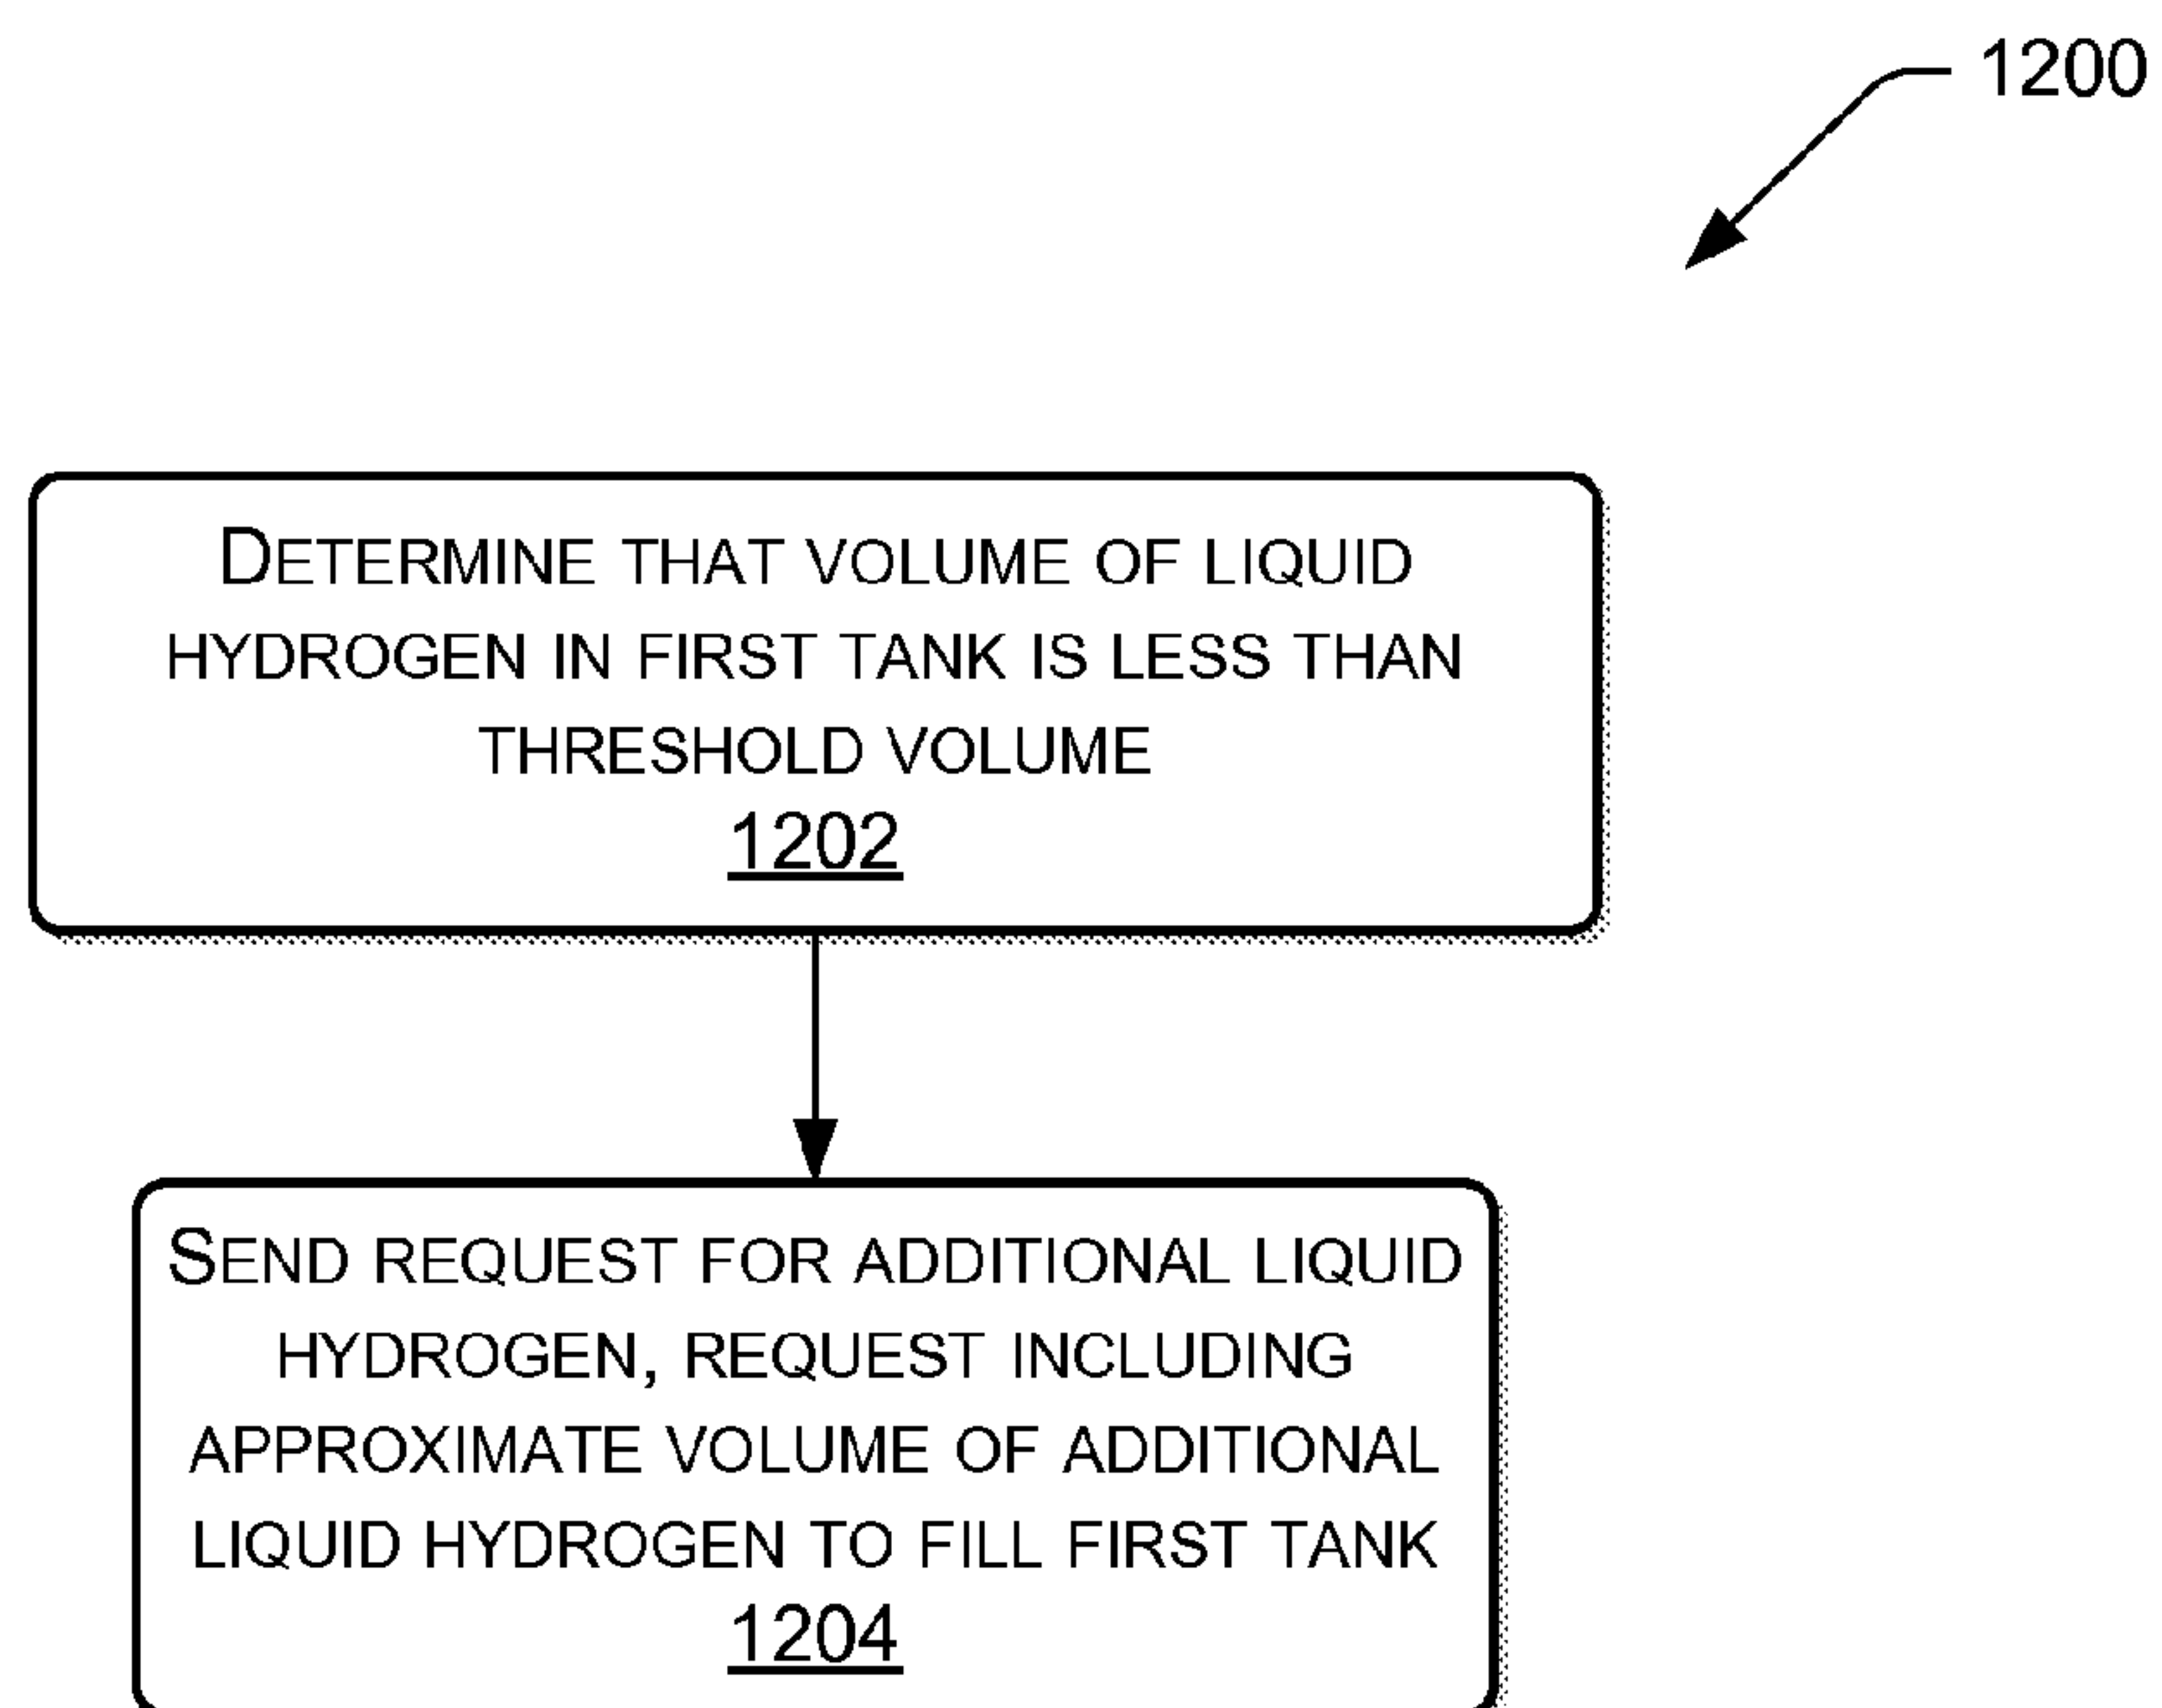 1200
DETERMINE THAT VOLUME OF LIQUID
HYDROGEN IN FIRST TANK IS LESS THAN
THRESHOLD VOLUME
1202
SEND REQUEST FOR ADDITIONAL LIQUID
HYDROGEN, REQUEST INCLUDING
APPROXIMATE VOLUME OF ADDITIONAL
LIQUID HYDROGEN TO FILL FIRST TANK
1204